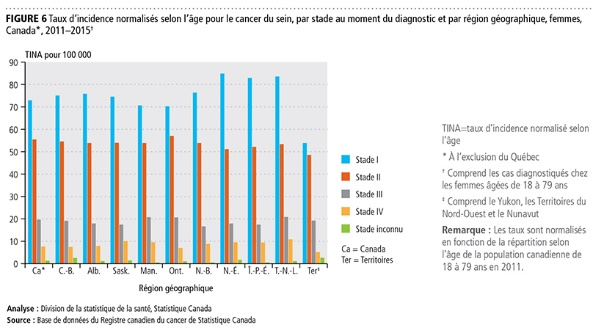 FIGURE 6 Taux d'incidence normalisés selon l'âge pour le cancer du sein, par stade au moment du diagnostic et par région géographique, femmes,
Canada*, 2011–2015†
TINA pour 100 000
90
80
70
60
50
40
30
20
10
0
Ca* C.-B. Alb. Sask. Man. Ont. N.-B. N.-É. Î.-P.-É. T.-N.-L. Ter‡
Région géographique
Stade I
Stade II
Stade III
Stade IV
Stade inconnu
Ca = Canada
Ter = Territoires
TINA=taux d'incidence normalisé selon
l'âge
* À l'exclusion du Québec
† Comprend les cas diagnostiqués chez
les femmes âgées de 18 à 79 ans
‡ Comprend le Yukon, les Territoires du
Nord-Ouest et le Nunavut
Remarque : Les taux sont normalisés
en fonction de la répartition selon
l'âge de la population canadienne de
18 à 79 ans en 2011.
Analyse : Division de la statistique de la santé, Statistique Canada
Source : Base de données du Registre canadien du cancer de Statistique Canada